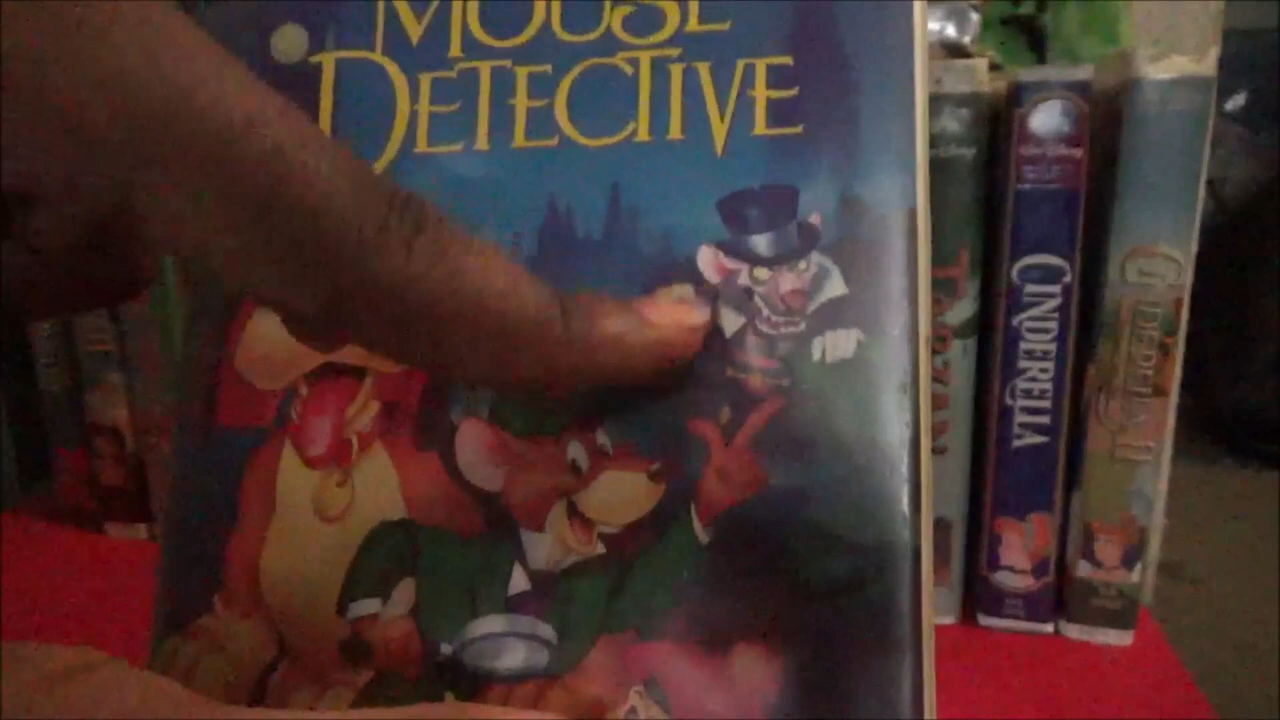 MOUSE
DETECTIVE
TARZAN
CINDERELLA
CINDERELLA II